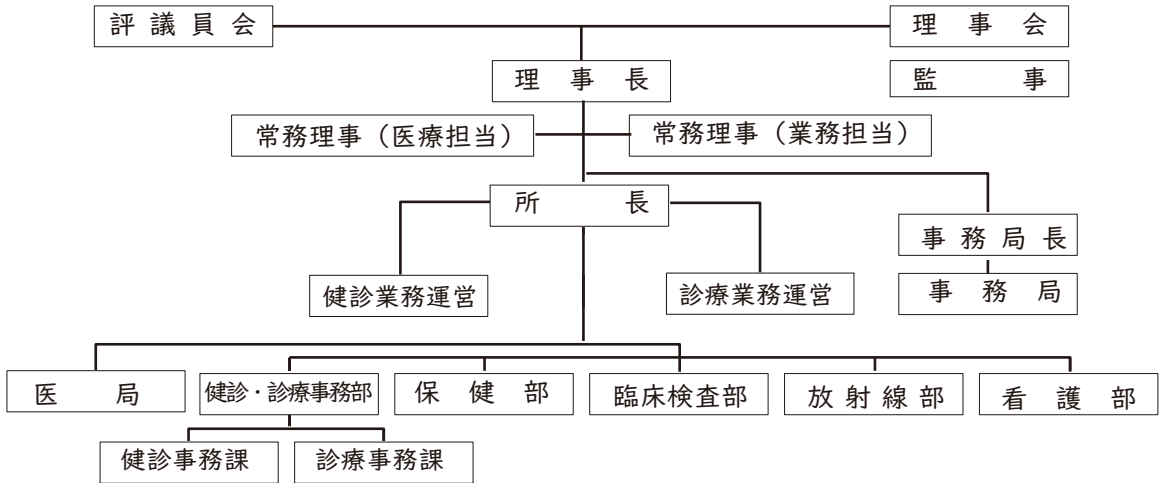 評議員会
理事会
理事長
監事
常務理事（医療担当）
常務理事（業務担当）
所長
事務局長
健診業務運営
診療業務運営
事務局
医局
健診・診療事務部
保健部
臨床検査部
放射線部
看護部
健診事務課
診療事務課